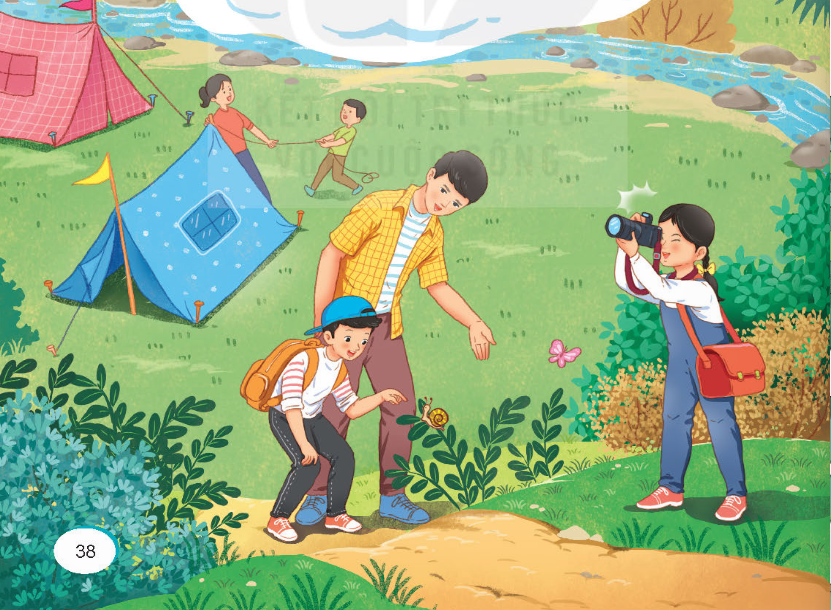 KẾT NỐI TRI THỨC
VỚI CUỘC SỐNG
38